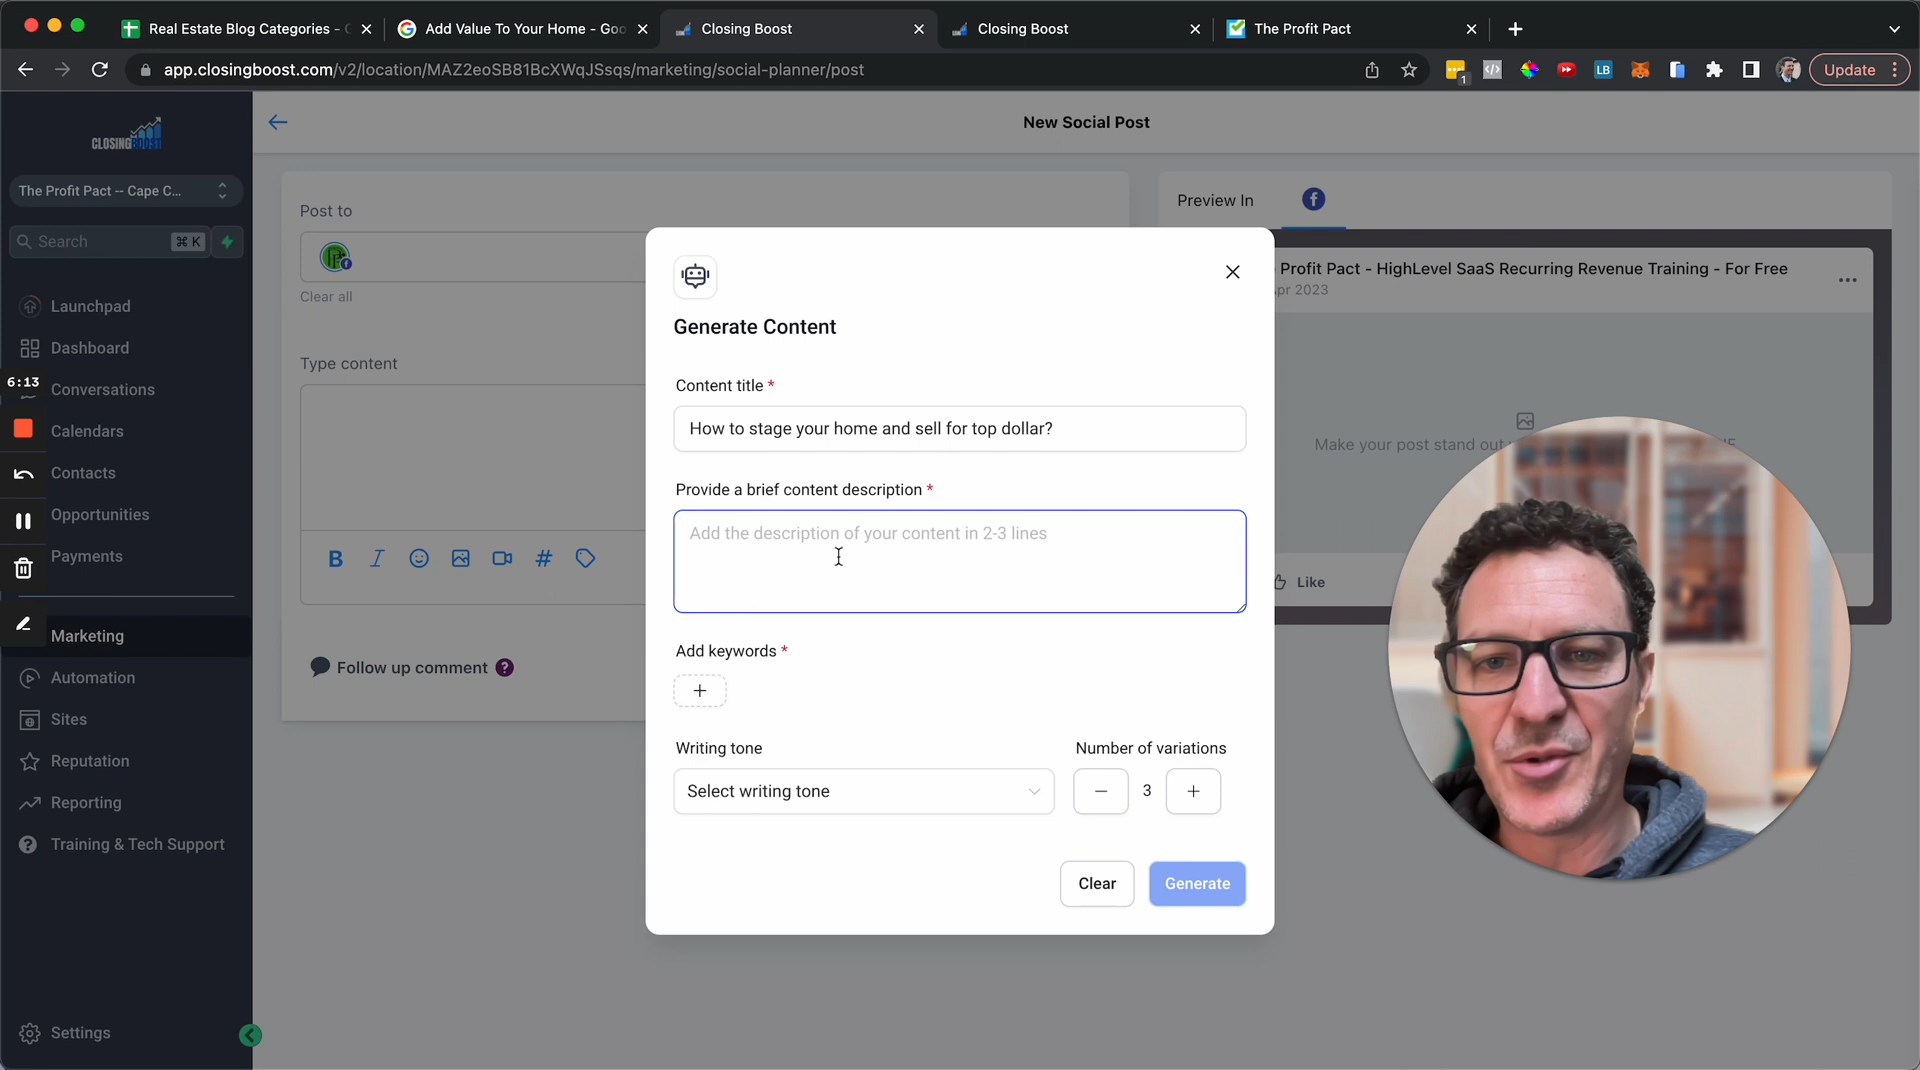 Real Estate Blog Categories -
Add Value To Your Home - Goo
Closing Boost
Closing Boost
The Profit Pact
app.closingboost.com/v2/location/MAZ2eoSB81BcXWqJSsqs/marketing/social-planner/post
1
LB
Update
CLOSINGBOOST
New Social Post
The Profit Pact -- Cape C...
Search
⌘ K
Launchpad
Dashboard
6:13
Conversations
Calendars
Contacts
Opportunities
Payments
Marketing
Automation
Sites
Reputation
Reporting
Training & Tech Support
Settings
Post to
Clear all
Type content
B I #
Follow up comment ?
Preview In
Profit Pact - HighLevel SaaS Recurring Revenue Training - For Free
pr 2023
Make your post stand out
Like
Generate Content
Content title *
How to stage your home and sell for top dollar?
Provide a brief content description *
Add the description of your content in 2-3 lines
Add keywords *
+
Writing tone
Number of variations
Select writing tone
− 3 +
Clear
Generate